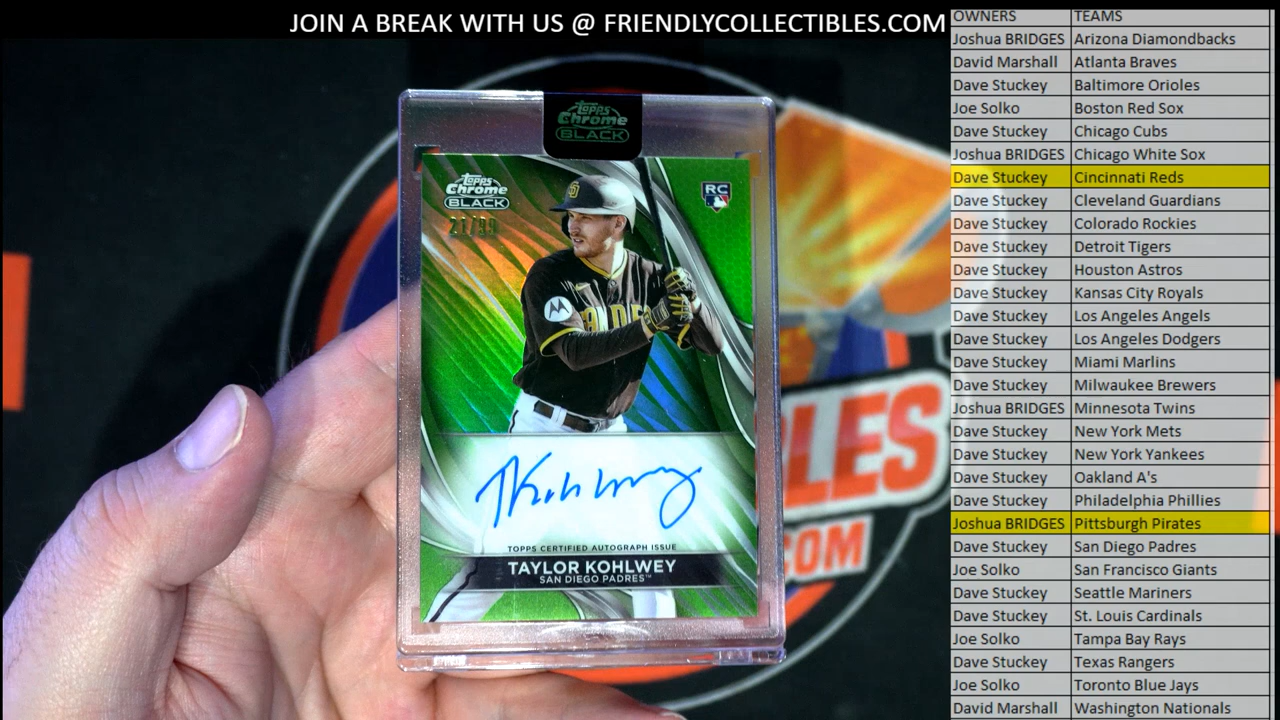 JOIN A BREAK WITH US @ FRIENDLYCOLLECTIBLES.COM
OWNERS TEAMS
Joshua BRIDGES Arizona Diamondbacks
David Marshall Atlanta Braves
Dave Stuckey Baltimore Orioles
Joe Solko Boston Red Sox
Dave Stuckey Chicago Cubs
Joshua BRIDGES Chicago White Sox
Dave Stuckey Cincinnati Reds
Dave Stuckey Cleveland Guardians
Dave Stuckey Colorado Rockies
Dave Stuckey Detroit Tigers
Dave Stuckey Houston Astros
Dave Stuckey Kansas City Royals
Dave Stuckey Los Angeles Angels
Dave Stuckey Los Angeles Dodgers
Dave Stuckey Miami Marlins
Dave Stuckey Milwaukee Brewers
Joshua BRIDGES Minnesota Twins
Dave Stuckey New York Mets
Dave Stuckey New York Yankees
Dave Stuckey Oakland A's
Dave Stuckey Philadelphia Phillies
Joshua BRIDGES Pittsburgh Pirates
Dave Stuckey San Diego Padres
Joe Solko San Francisco Giants
Dave Stuckey Seattle Mariners
Dave Stuckey St. Louis Cardinals
Joe Solko Tampa Bay Rays
Dave Stuckey Texas Rangers
Joe Solko Toronto Blue Jays
David Marshall Washington Nationals
Topps
Chrome
BLACK
Topps
Chrome
BLACK
RC
21/99
TOPPS CERTIFIED AUTOGRAPH ISSUE
TAYLOR KOHLWEY
SAN DIEGO PADRES™
LES
.COM